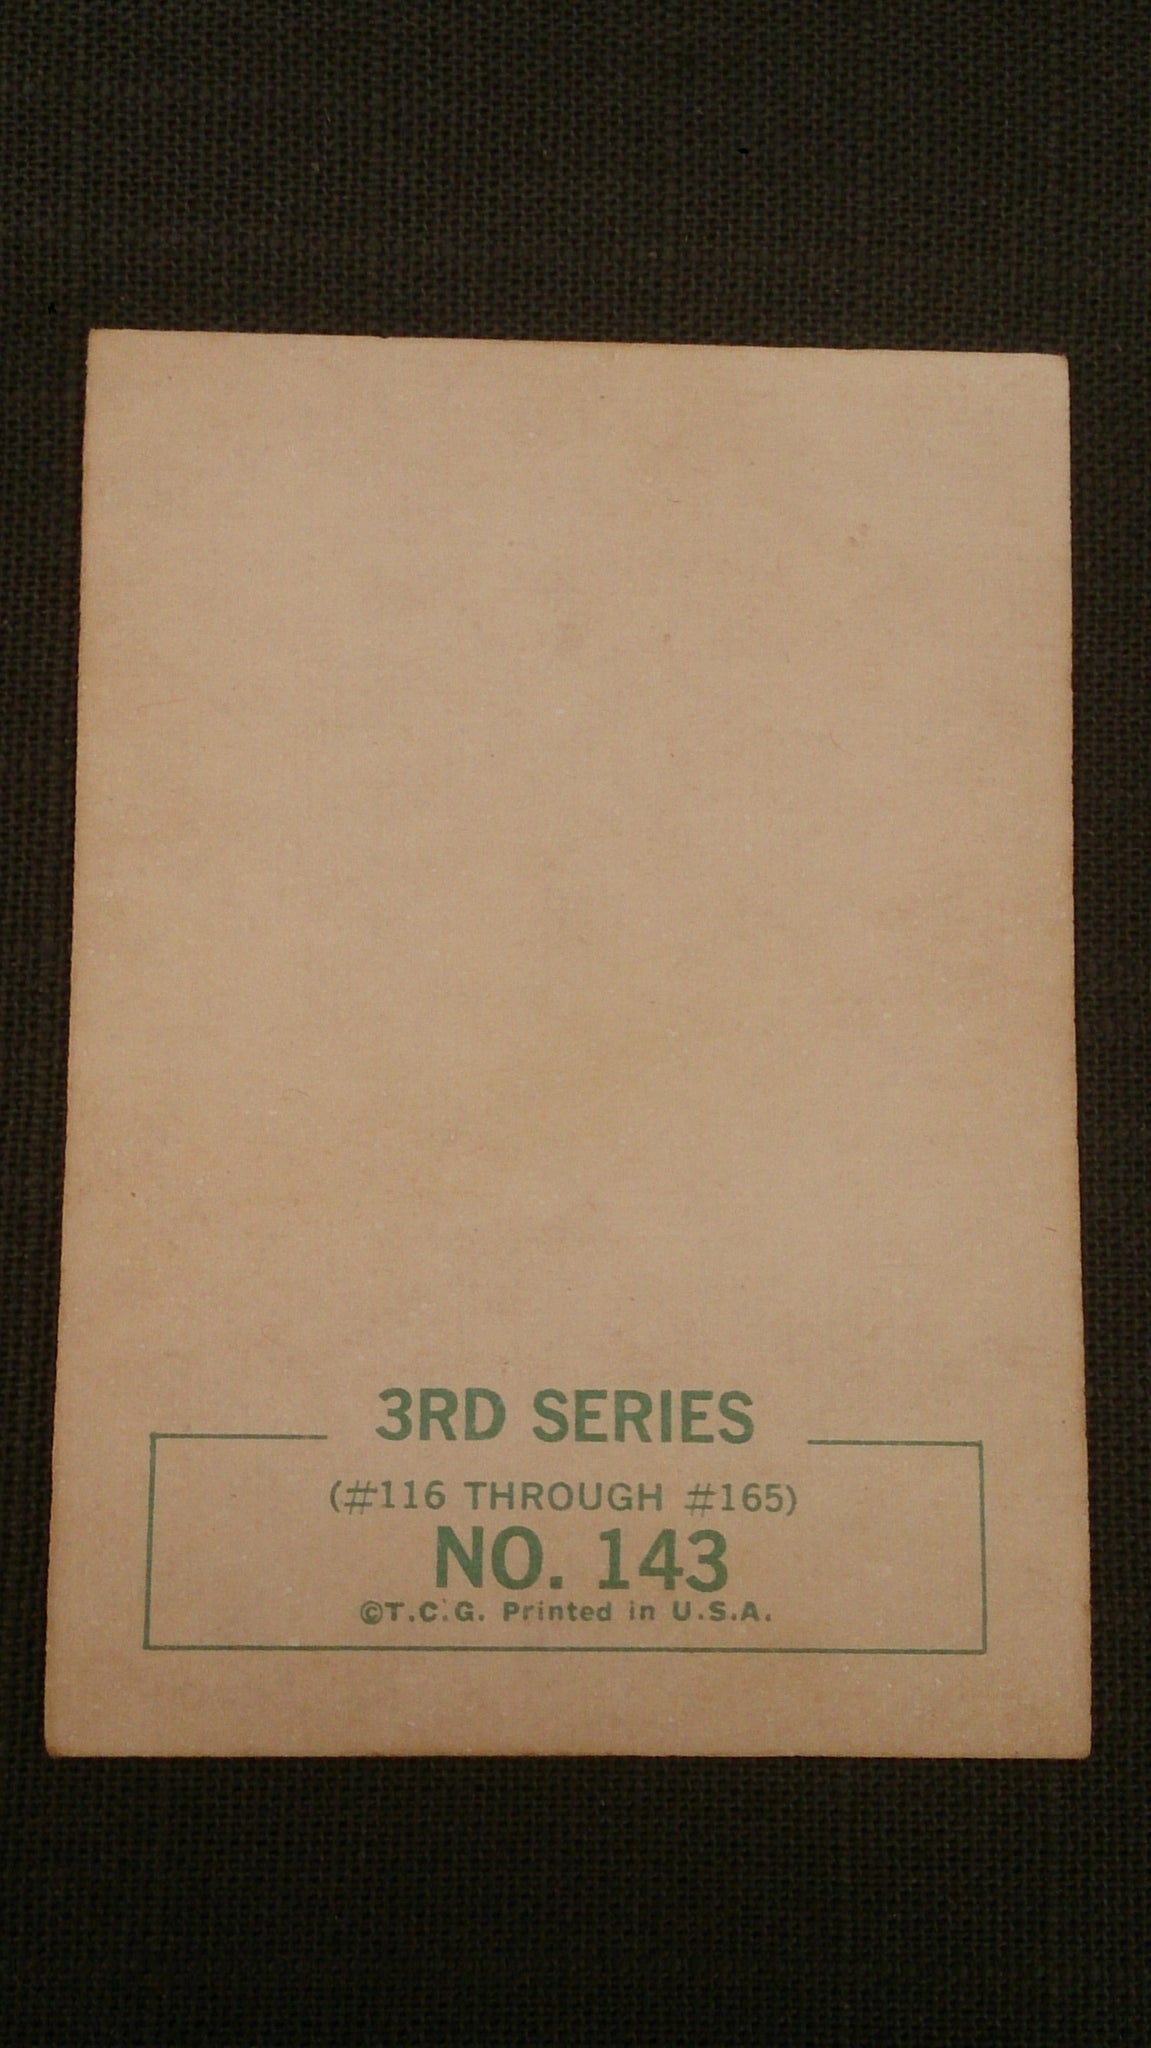 3RD SERIES
(#116 THROUGH #165)
NO. 143
©T.C.G. Printed in U.S.A.